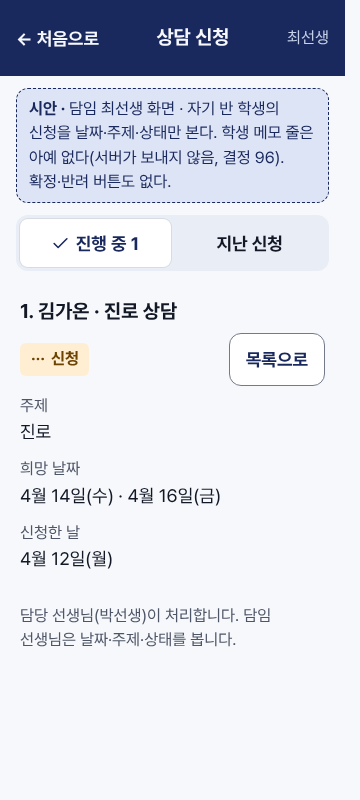 ← 처음으로 상담 신청 최선생
시안 · 담임 최선생 화면 · 자기 반 학생의
신청을 날짜·주제·상태만 본다. 학생 메모 줄은
아예 없다(서버가 보내지 않음, 결정 96).
확정·반려 버튼도 없다.
✓ 진행 중 1 지난 신청
1. 김가온 · 진로 상담
··· 신청 목록으로
주제
진로
희망 날짜
4월 14일(수) · 4월 16일(금)
신청한 날
4월 12일(월)
담당 선생님(박선생)이 처리합니다. 담임
선생님은 날짜·주제·상태를 봅니다.